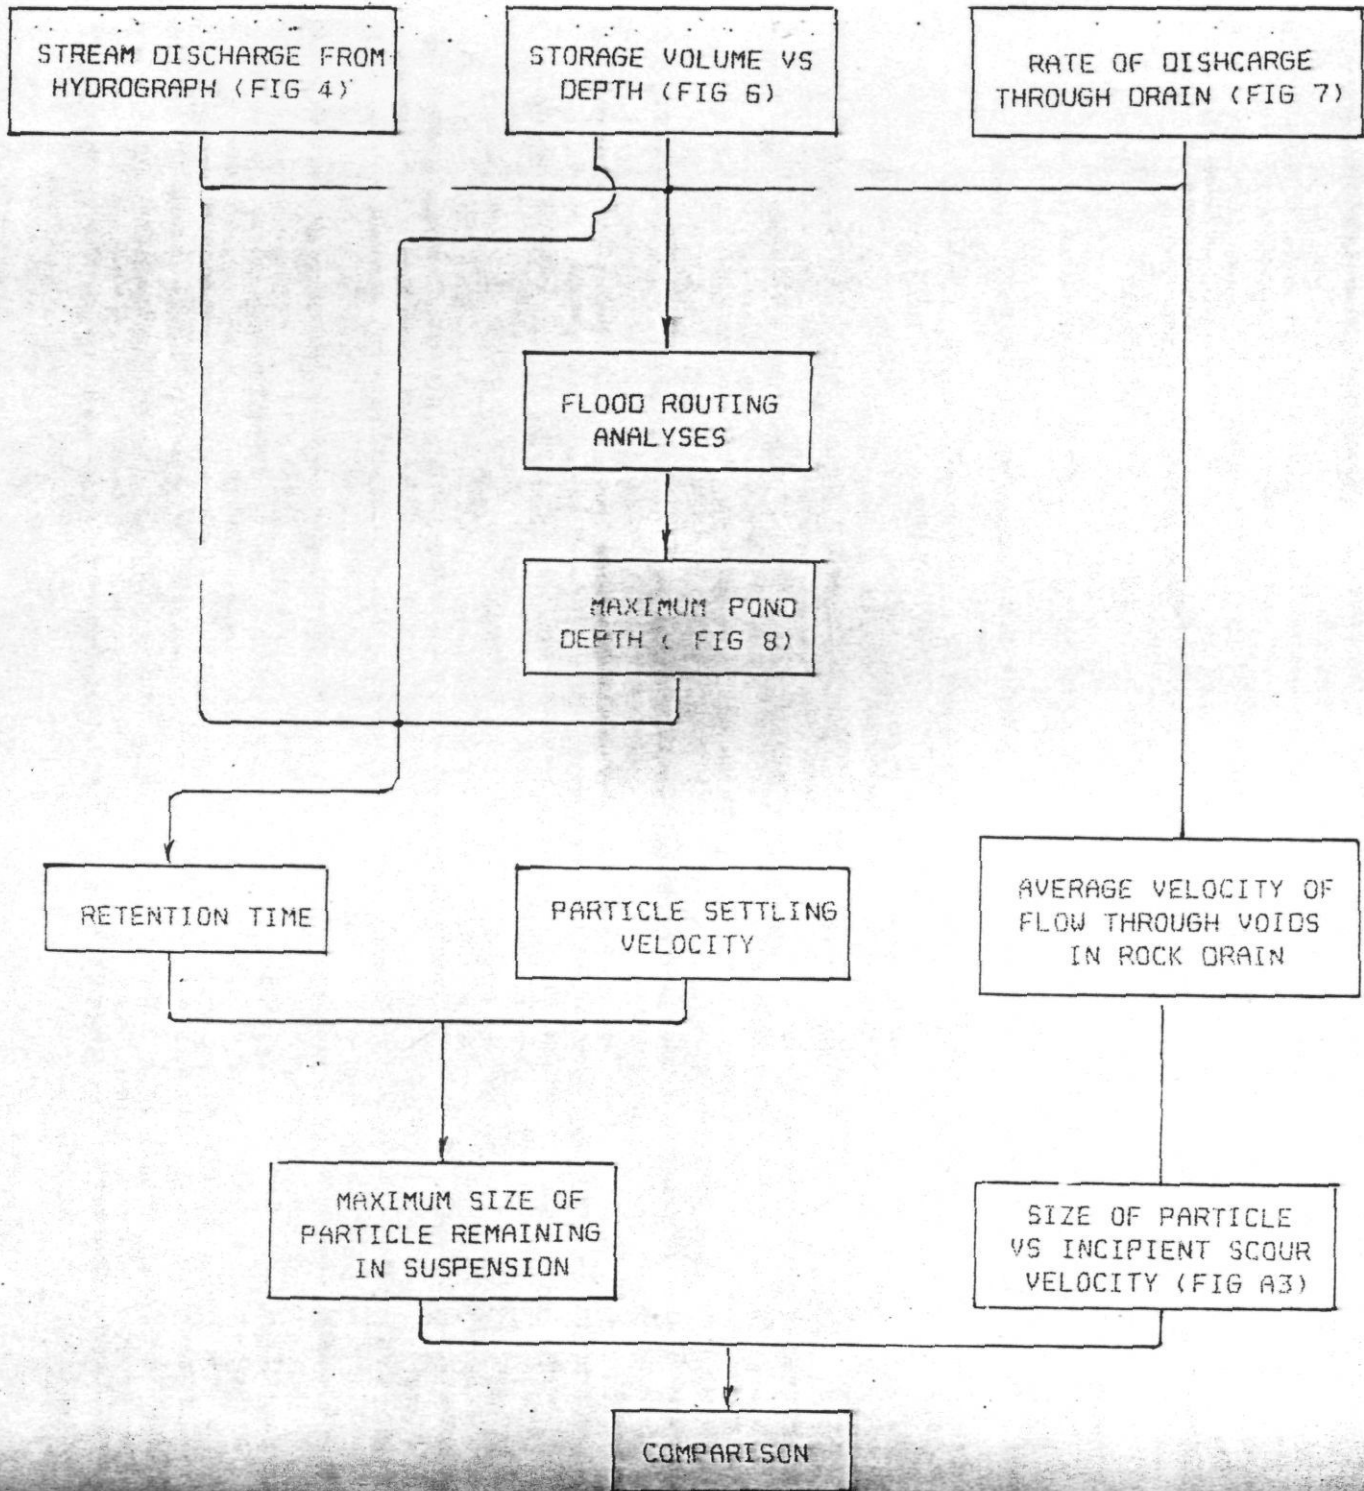 STREAM DISCHARGE FROM
HYDROGRAPH (FIG 4)
STORAGE VOLUME VS
DEPTH (FIG 6)
RATE OF DISHCARGE
THROUGH DRAIN (FIG 7)
FLOOD ROUTING
ANALYSES
MAXIMUM POND
DEPTH ( FIG 8)
RETENTION TIME
PARTICLE SETTLING
VELOCITY
AVERAGE VELOCITY OF
FLOW THROUGH VOIDS
IN ROCK DRAIN
MAXIMUM SIZE OF
PARTICLE REMAINING
IN SUSPENSION
SIZE OF PARTICLE
VS INCIPIENT SCOUR
VELOCITY (FIG A3)
COMPARISON